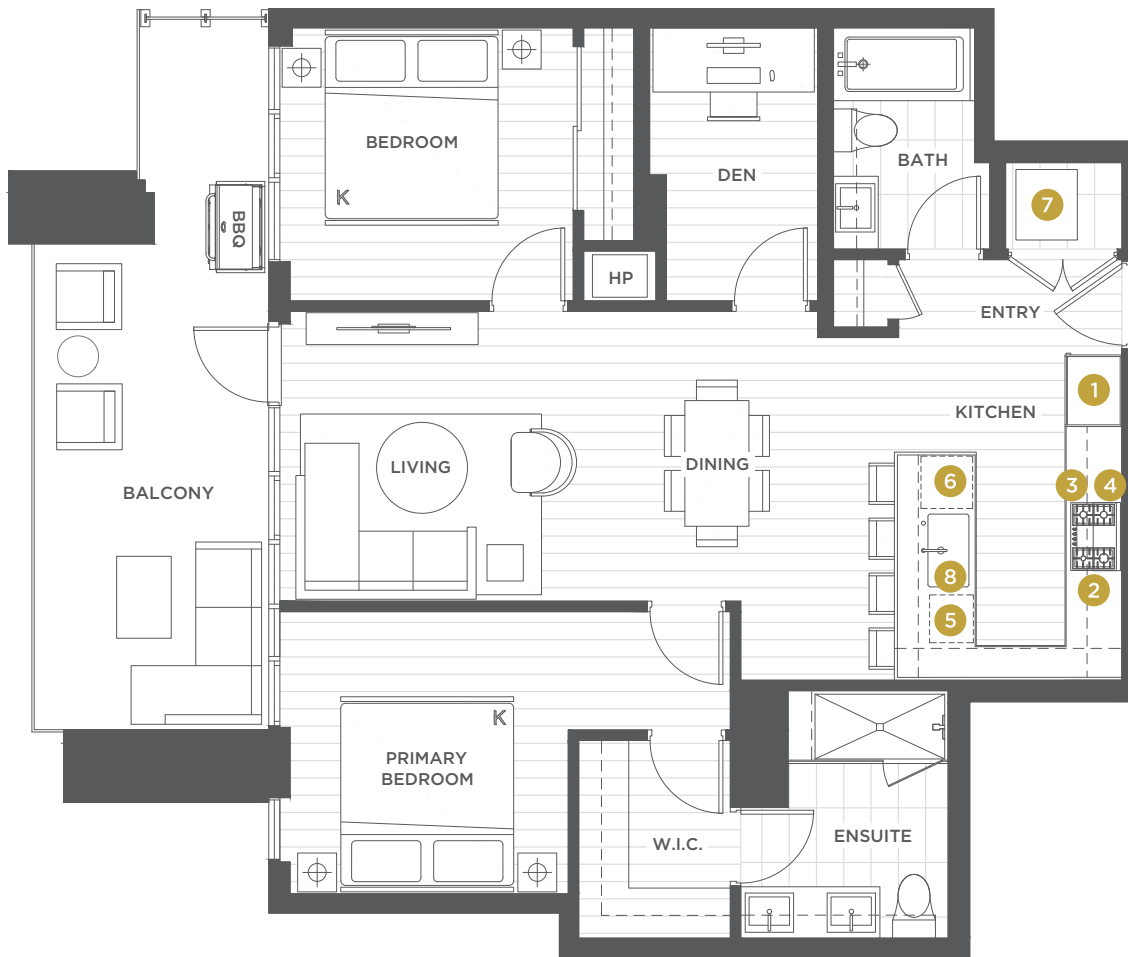 BEDROOM
K
DEN
BATH
7
BBQ
HP
ENTRY
1
KITCHEN
LIVING
DINING
6
3
4
BALCONY
8
2
5
K
PRIMARY
BEDROOM
W.I.C.
ENSUITE